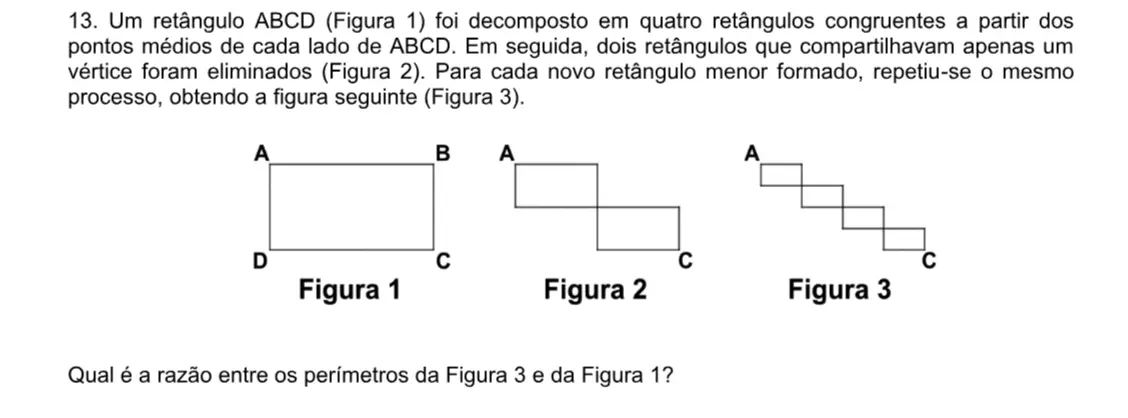 13. Um retângulo ABCD (Figura 1) foi decomposto em quatro retângulos congruentes a partir dos
pontos médios de cada lado de ABCD. Em seguida, dois retângulos que compartilhavam apenas um
vértice foram eliminados (Figura 2). Para cada novo retângulo menor formado, repetiu-se o mesmo
processo, obtendo a figura seguinte (Figura 3).
A B A A
D C C C
Figura 1 Figura 2 Figura 3
Qual é a razão entre os perímetros da Figura 3 e da Figura 1?